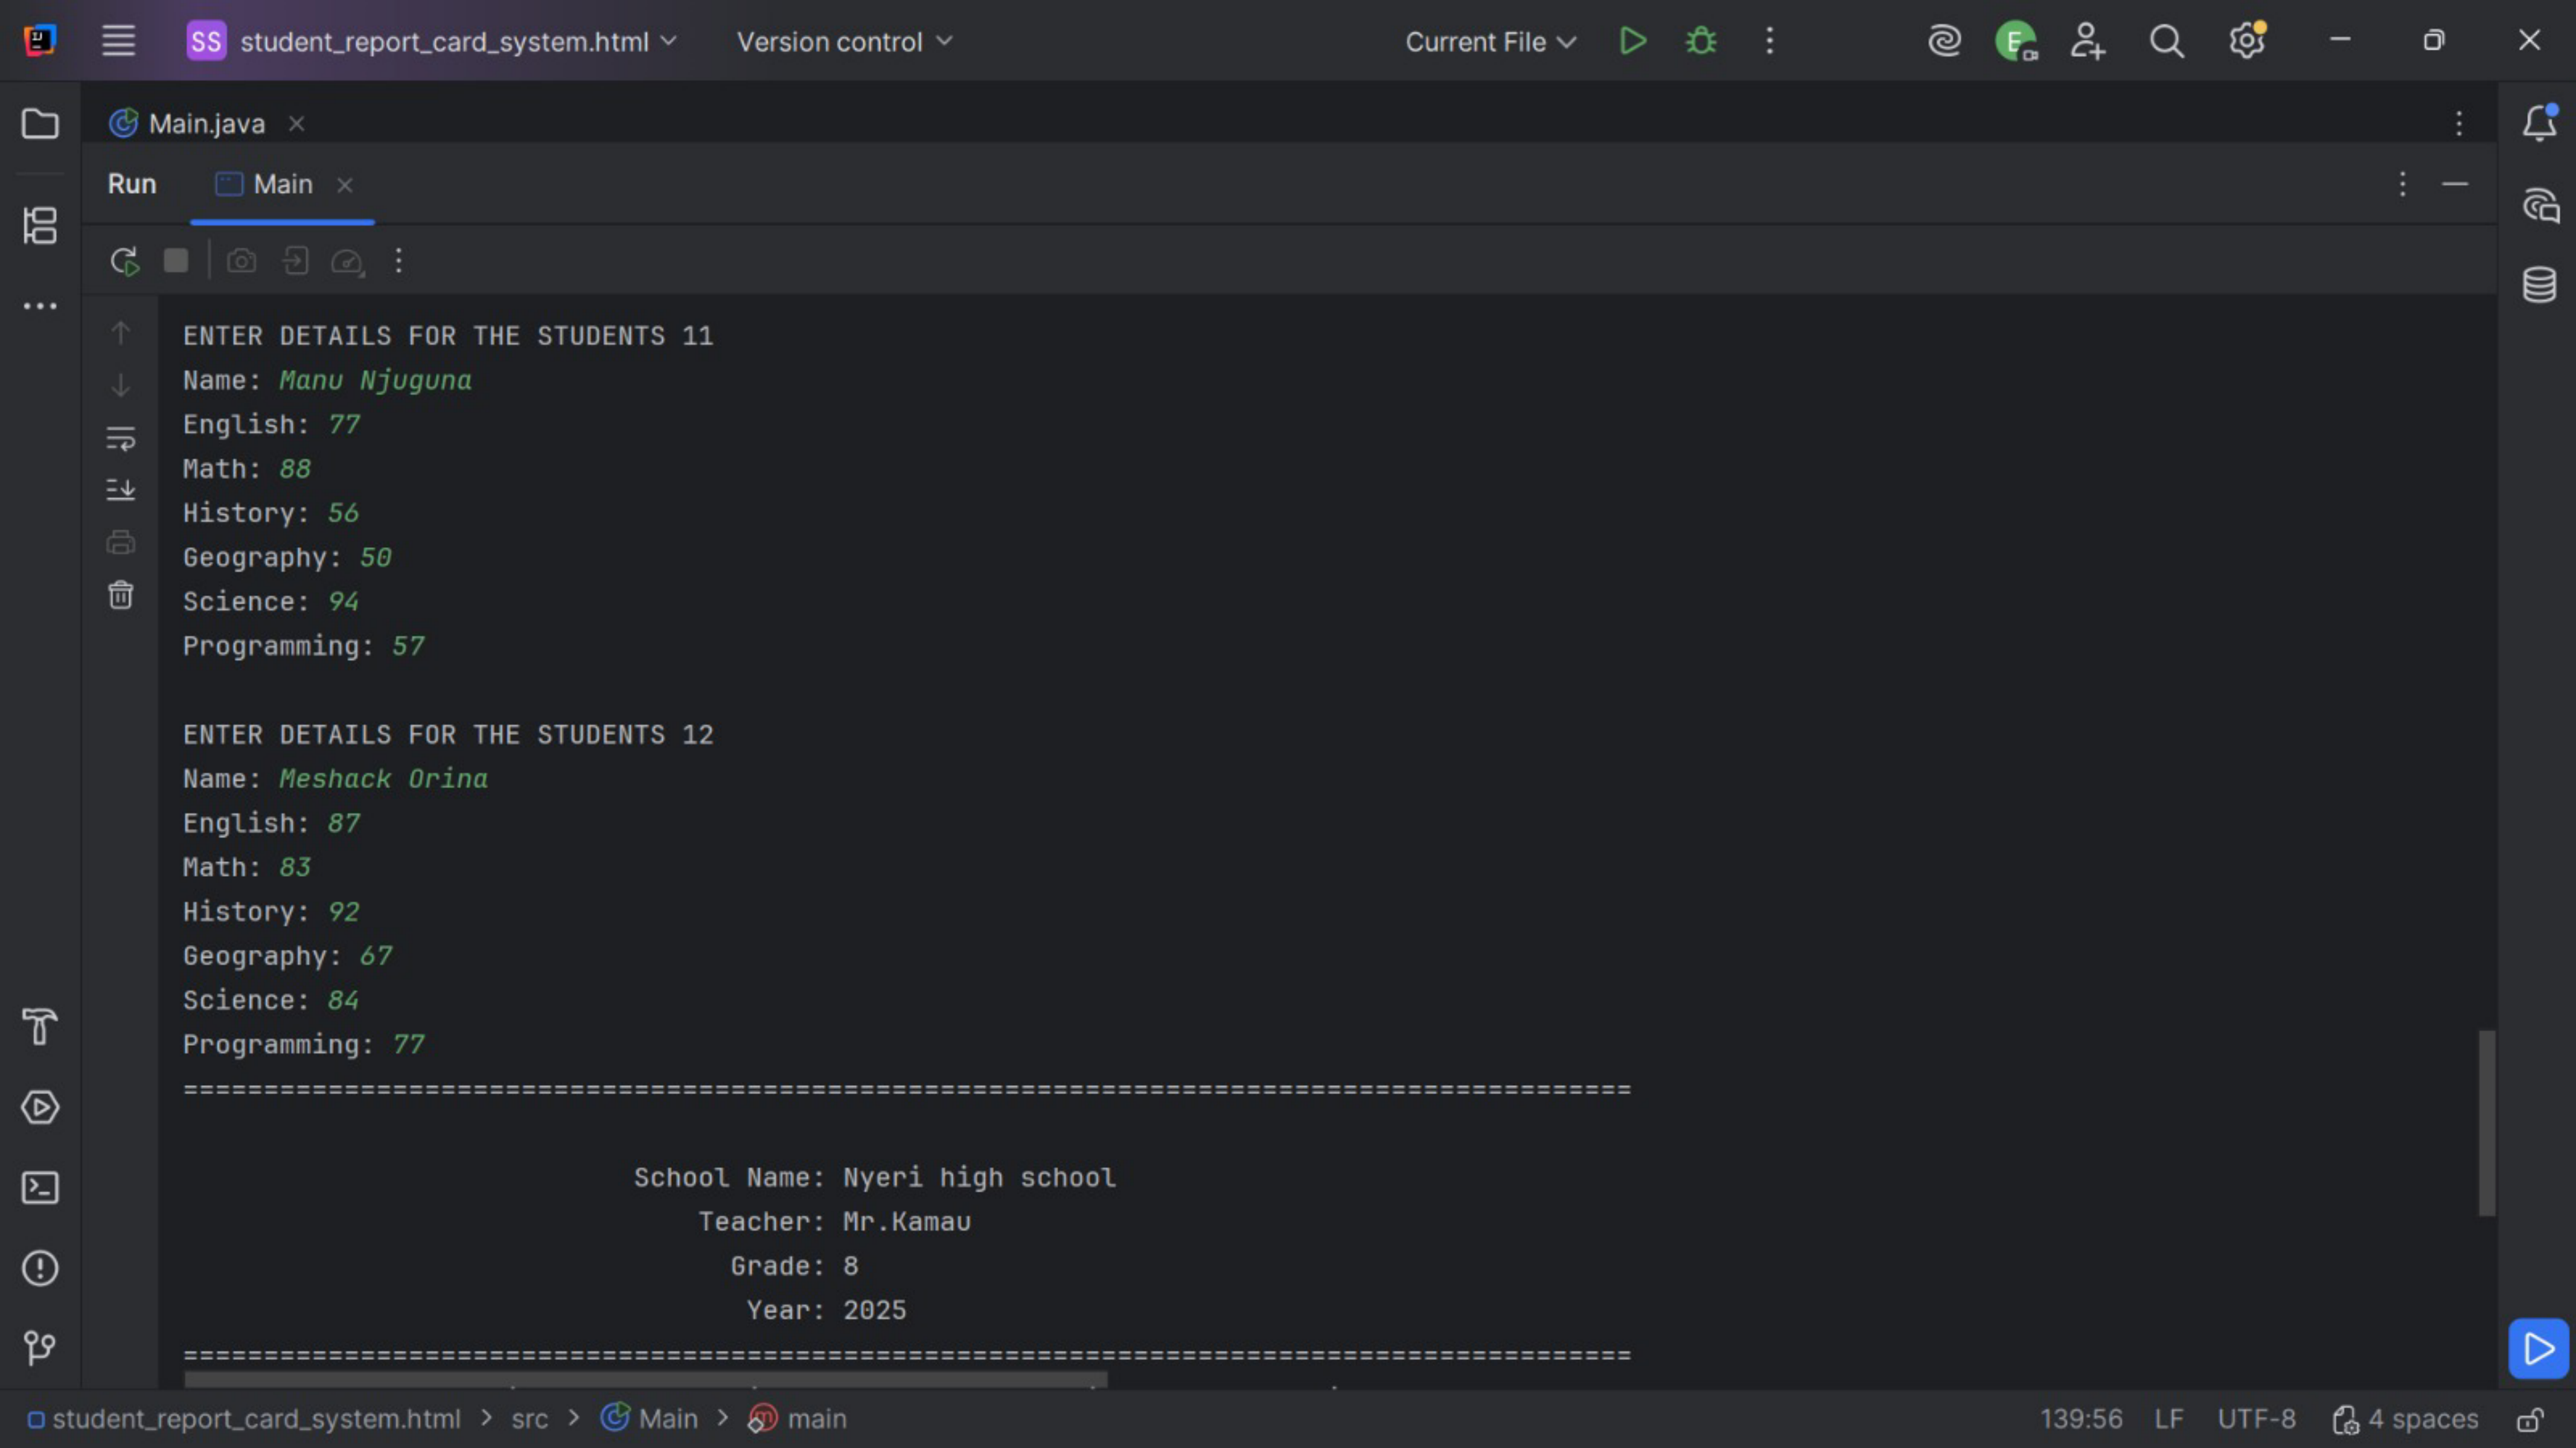 SS student_report_card_system.html Version control Current File E
Main.java
Run Main
ENTER DETAILS FOR THE STUDENTS 11
Name: Manu Njuguna
English: 77
Math: 88
History: 56
Geography: 50
Science: 94
Programming: 57
ENTER DETAILS FOR THE STUDENTS 12
Name: Meshack Orina
English: 87
Math: 83
History: 92
Geography: 67
Science: 84
Programming: 77
==========================================================================================
School Name: Nyeri high school
Teacher: Mr.Kamau
Grade: 8
Year: 2025
==========================================================================================
student_report_card_system.html > src > Main > main 139:56 LF UTF-8 4 spaces